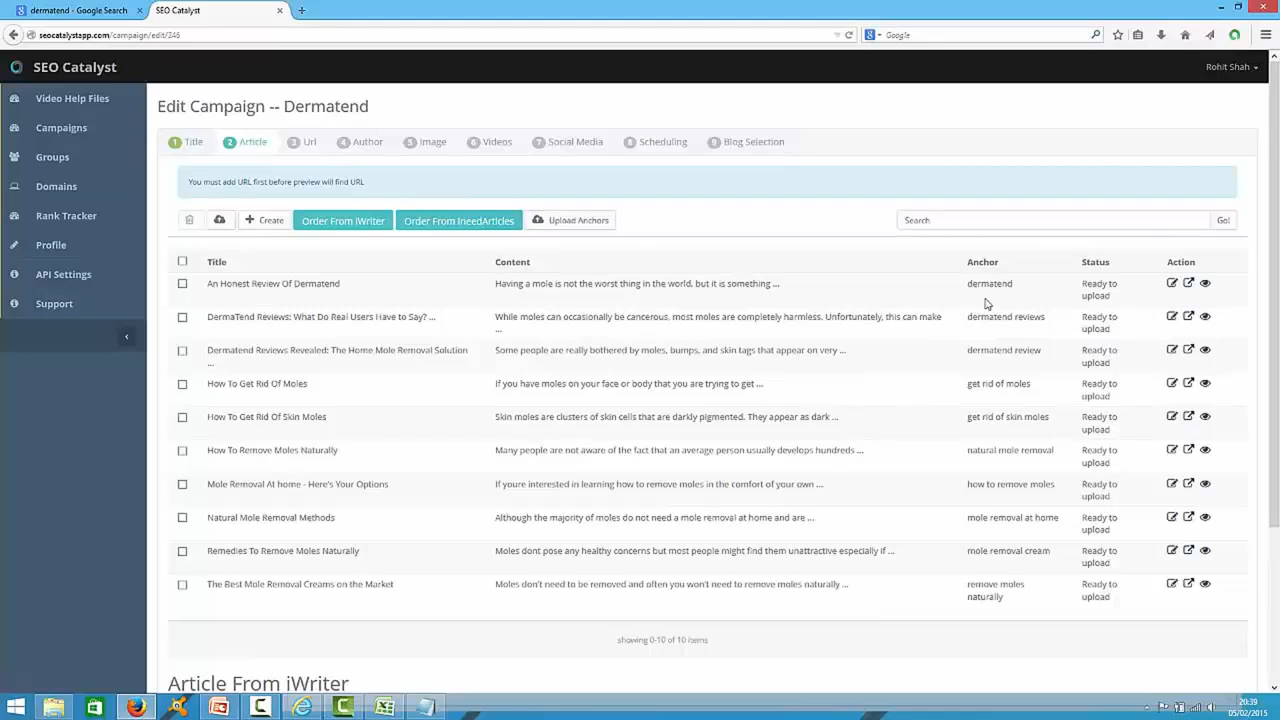 dermatend - Google Search
SEO Catalyst
seocatalystapp.com/campaign/edit/246
Google
SEO Catalyst
Rohit Shah
Video Help Files
Campaigns
Groups
Domains
Rank Tracker
Profile
API Settings
Support
Edit Campaign -- Dermatend
1 Title
2 Article
3 Url
4 Author
5 Image
6 Videos
7 Social Media
8 Scheduling
9 Blog Selection
You must add URL first before preview will find URL
Create
Order From iWriter
Order From IneedArticles
Upload Anchors
Search
Go!
Title Content Anchor Status Action
An Honest Review Of Dermatend Having a mole is not the worst thing in the world, but it is something ... dermatend Ready to
upload
DermaTend Reviews: What Do Real Users Have to Say? ... While moles can occasionally be cancerous, most moles are completely harmless. Unfortunately, this can make dermatend reviews Ready to
... upload
Dermatend Reviews Revealed: The Home Mole Removal Solution Some people are really bothered by moles, bumps, and skin tags that appear on very ... dermatend review Ready to
... upload
How To Get Rid Of Moles If you have moles on your face or body that you are trying to get ... get rid of moles Ready to
upload
How To Get Rid Of Skin Moles Skin moles are clusters of skin cells that are darkly pigmented. They appear as dark ... get rid of skin moles Ready to
upload
How To Remove Moles Naturally Many people are not aware of the fact that an average person usually develops hundreds ... natural mole removal Ready to
upload
Mole Removal At home - Here's Your Options If youre interested in learning how to remove moles in the comfort of your own ... how to remove moles Ready to
upload
Natural Mole Removal Methods Although the majority of moles do not need a mole removal at home and are ... mole removal at home Ready to
upload
Remedies To Remove Moles Naturally Moles dont pose any healthy concerns but most people might find them unattractive especially if ... mole removal cream Ready to
upload
The Best Mole Removal Creams on the Market Moles don't need to be removed and often you won't need to remove moles naturally ... remove moles Ready to
naturally upload
showing 0-10 of 10 items
Article From iWriter
20:39
05/02/2015